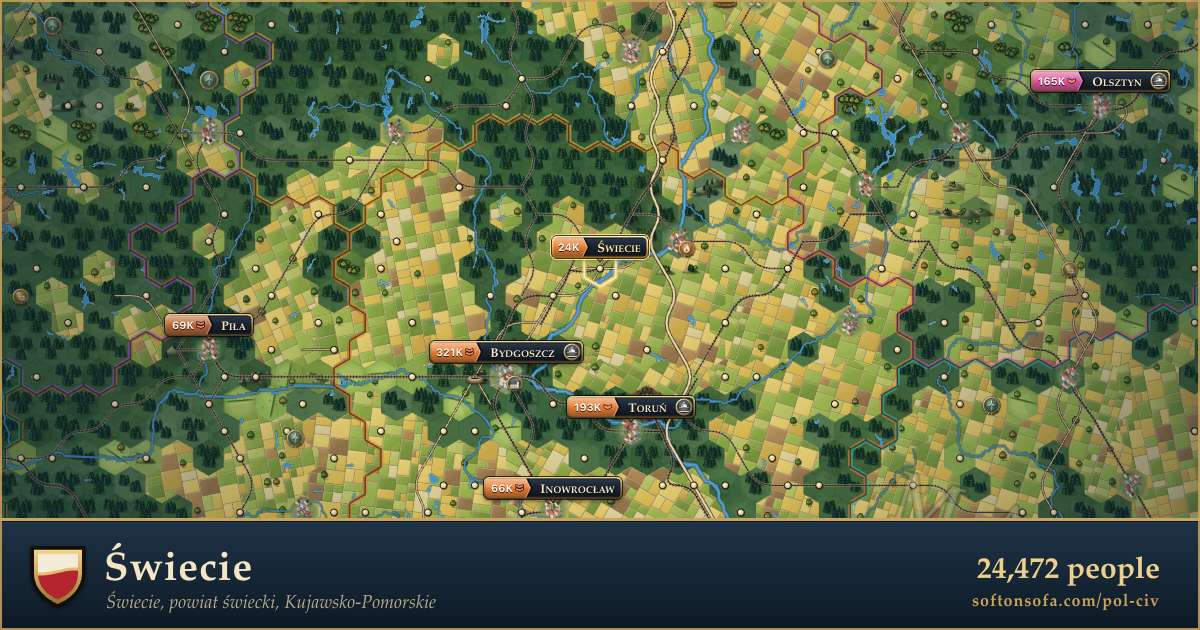 165K Olsztyn
24K Świecie
69K Piła
321K Bydgoszcz
193K Toruń
66K Inowrocław
Świecie
Świecie, powiat świecki, Kujawsko-Pomorskie
24,472 people
softonsofa.com/pol-civ